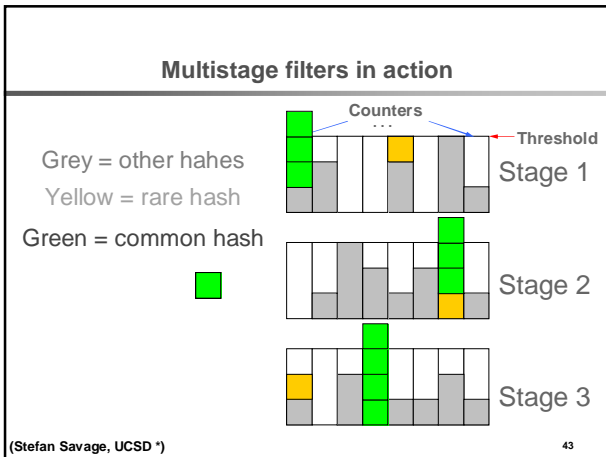 Multistage filters in action
Counters
. . .
Threshold
Grey = other hahes
Yellow = rare hash
Green = common hash
Stage 1
Stage 2
Stage 3
(Stefan Savage, UCSD *)
43